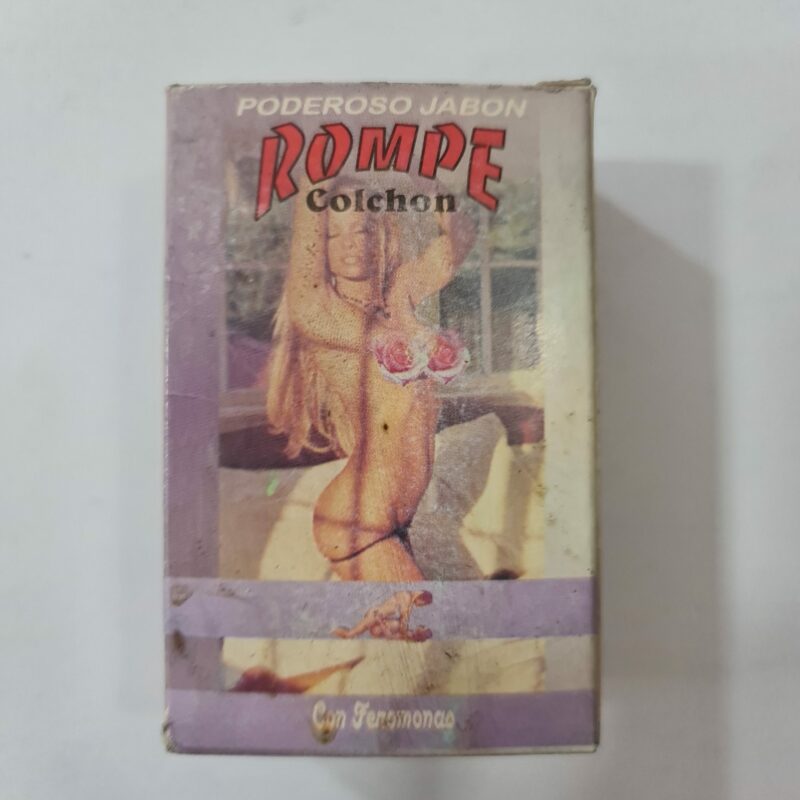 PODEROSO JABON
ROMPE
Colchon
Con Feromonas